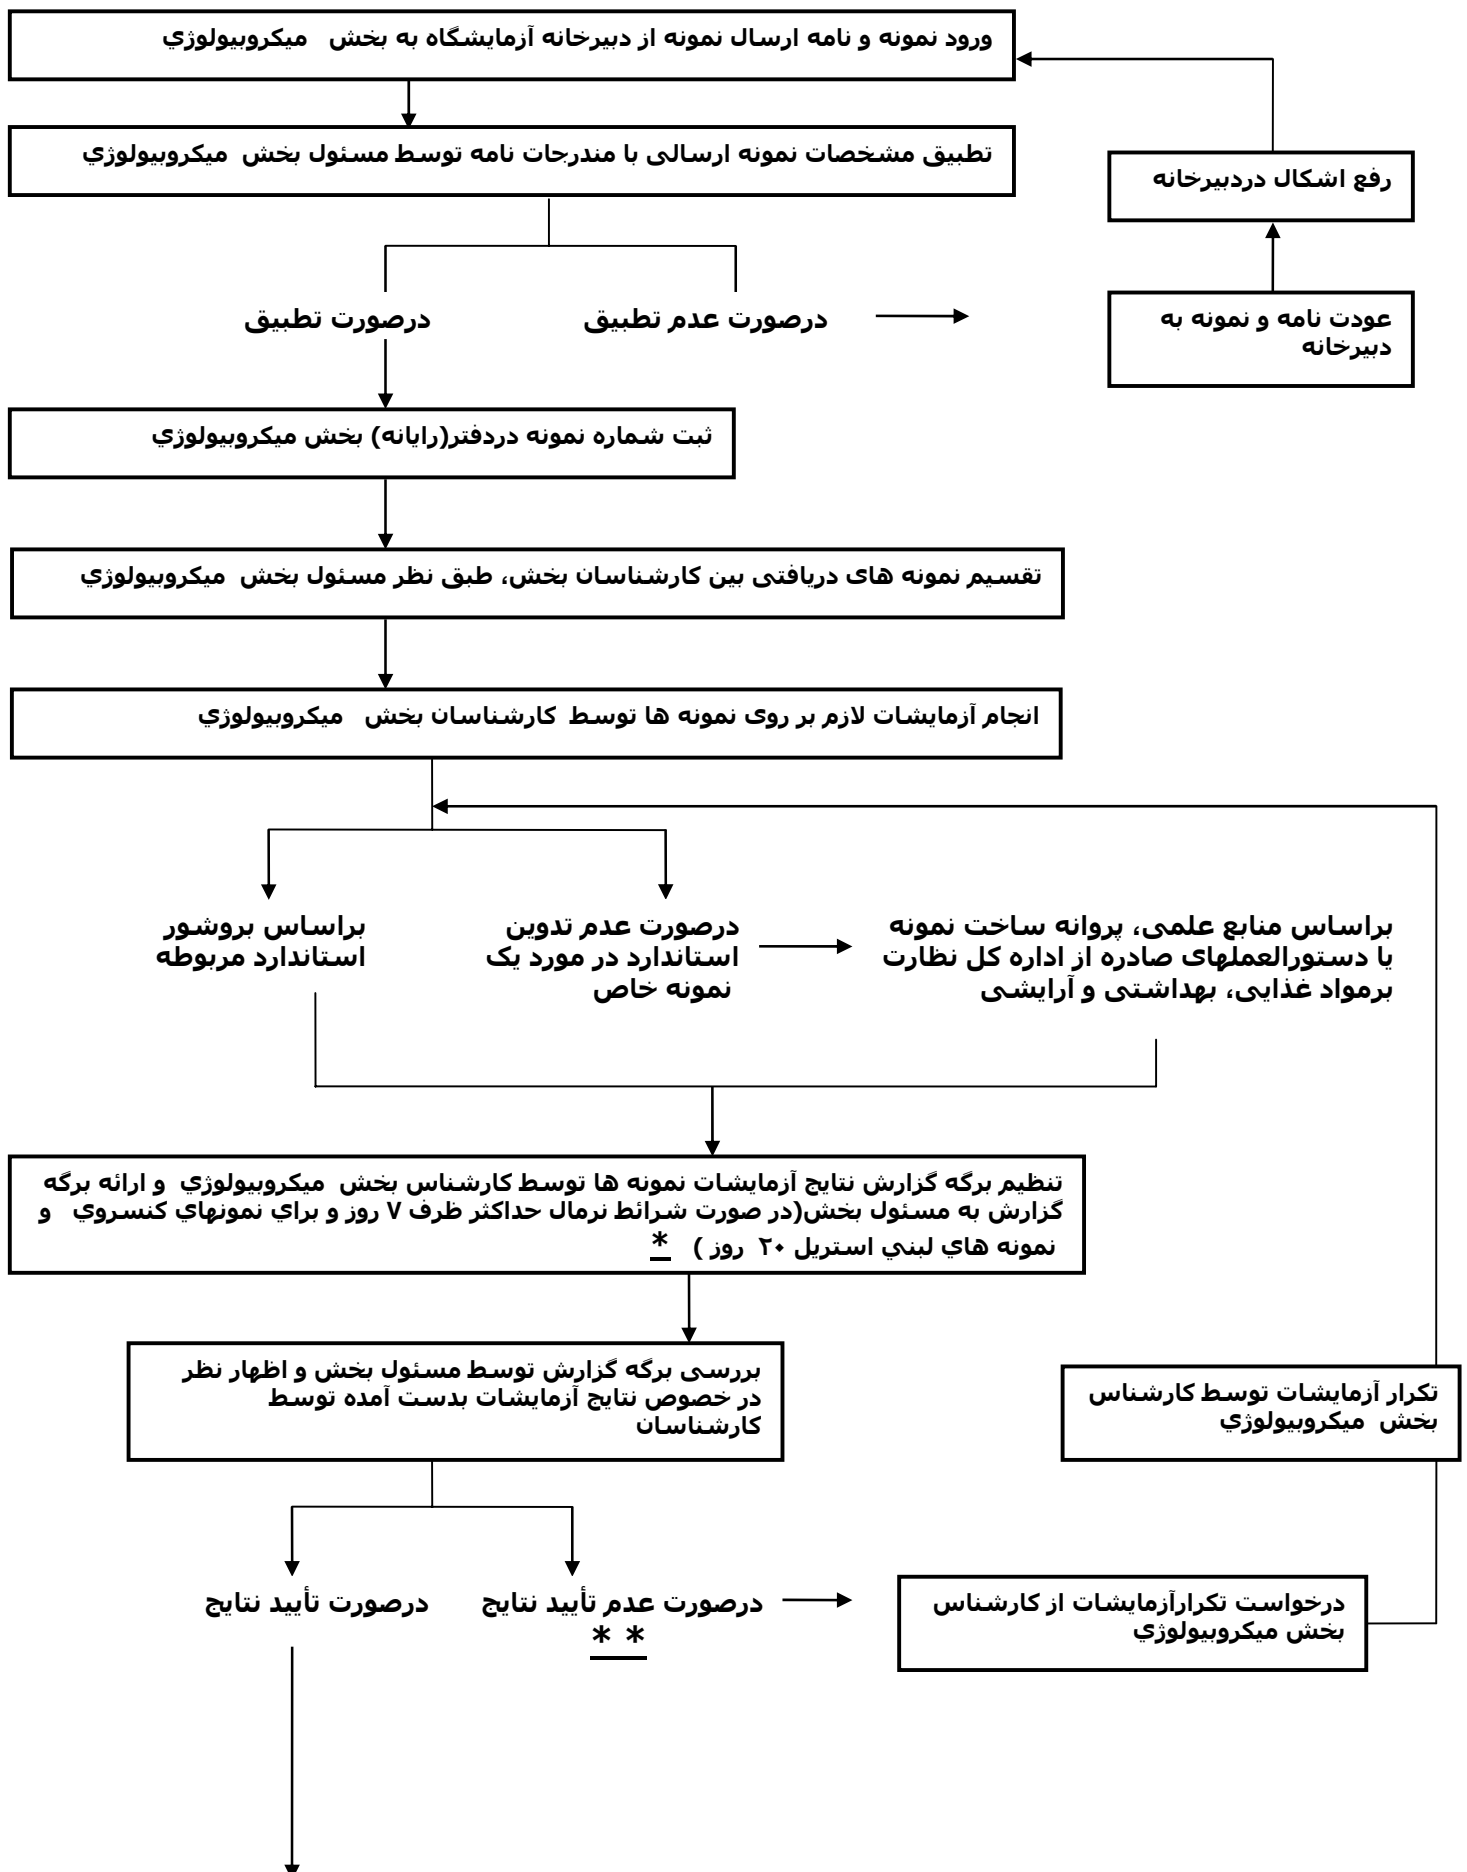 ورود نمونه و نامه ارسال نمونه از دبیرخانه آزمایشگاه به بخش میکروبیولوژي
تطبیق مشخصات نمونه ارسالی با مندرجات نامه توسط مسئول بخش میکروبیولوژي
رفع اشکال دردبیرخانه
عودت نامه و نمونه به
دبیرخانه
درصورت عدم تطبیق
درصورت تطبیق
ثبت شماره نمونه دردفتر(رایانه) بخش میکروبیولوژي
تقسیم نمونه های دریافتی بین کارشناسان بخش، طبق نظر مسئول بخش میکروبیولوژي
انجام آزمایشات لازم بر روی نمونه ها توسط کارشناسان بخش میکروبیولوژي
براساس منابع علمی، پروانه ساخت نمونه
یا دستورالعملهای صادره از اداره کل نظارت
برمواد غذایی، بهداشتی و آرایشی
درصورت عدم تدوین
استاندارد در مورد یک
نمونه خاص
براساس بروشور
استاندارد مربوطه
تنظیم برگه گزارش نتایج آزمایشات نمونه ها توسط کارشناس بخش میکروبیولوژي و ارائه برگه
گزارش به مسئول بخش(در صورت شرائط نرمال حداکثر ظرف ۷ روز و براي نمونهاي کنسروي و
نمونه هاي لبني استریل ۲۰ روز ) *
بررسی برگه گزارش توسط مسئول بخش و اظهار نظر
در خصوص نتایج آزمایشات بدست آمده توسط
کارشناسان
تکرار آزمایشات توسط کارشناس
بخش میکروبیولوژي
درخواست تکرارآزمایشات از کارشناس
بخش میکروبیولوژي
درصورت عدم تأیید نتایج
* *
درصورت تأیید نتایج